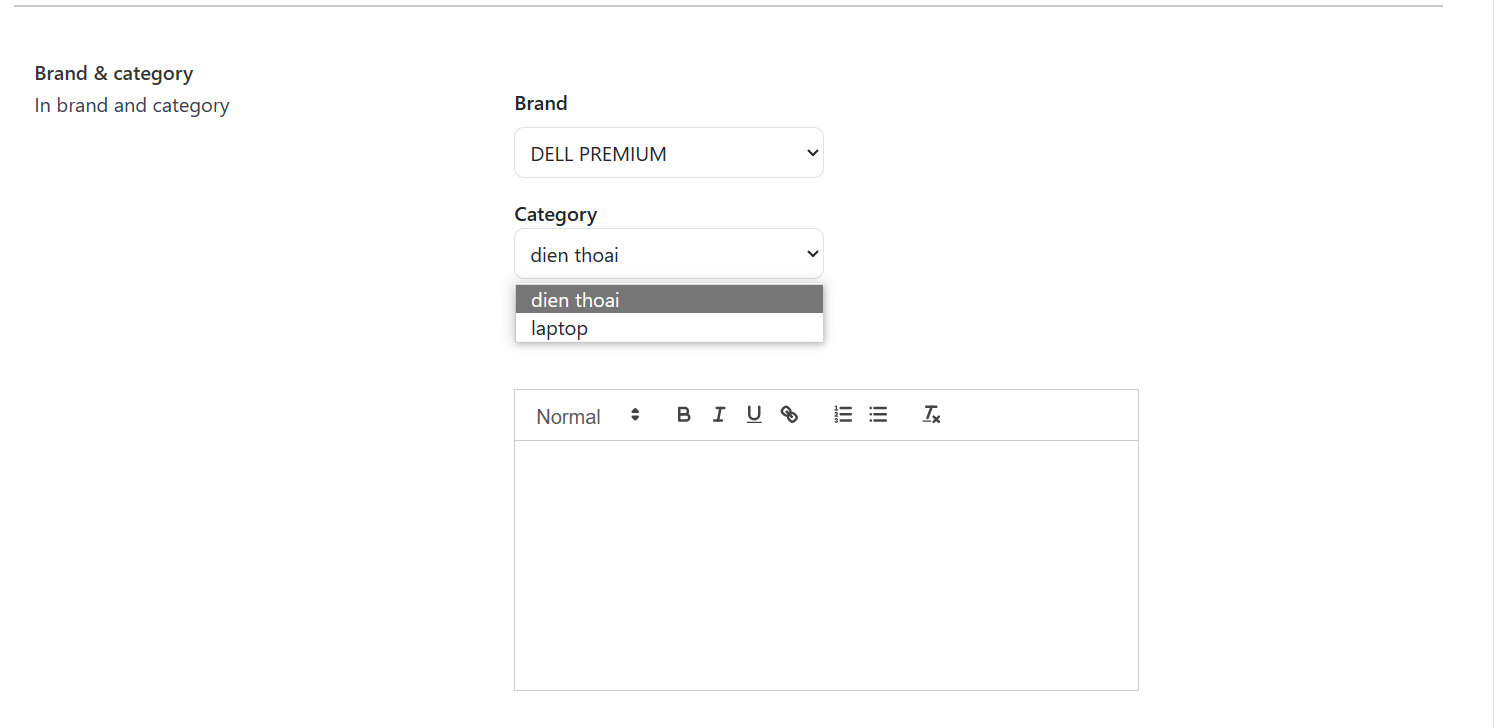 Brand & category
In brand and category
Brand
DELL PREMIUM
Category
dien thoai
dien thoai
laptop
Normal